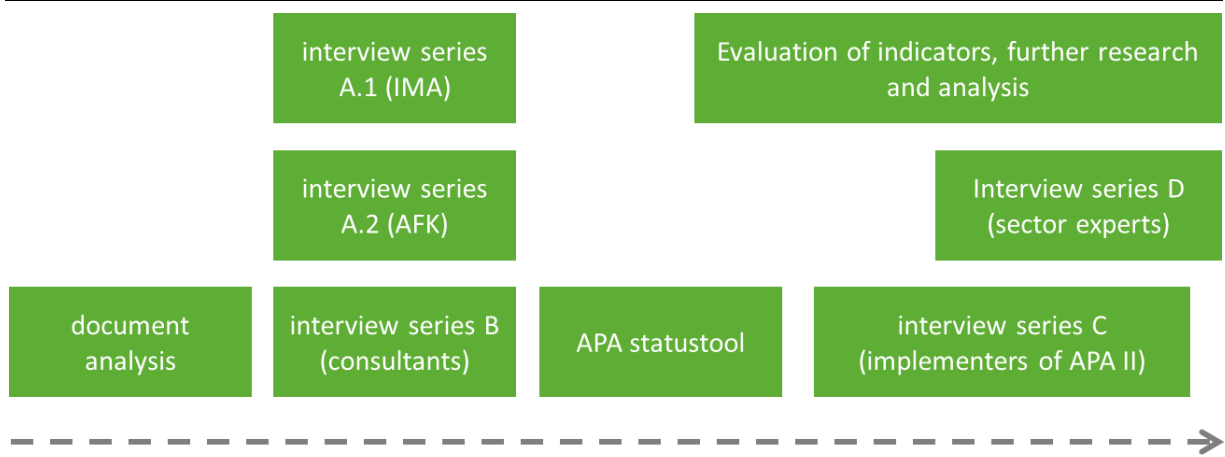 interview series
A.1 (IMA)
Evaluation of indicators, further research
and analysis
interview series
A.2 (AFK)
Interview series D
(sector experts)
document
analysis
interview series B
(consultants)
APA statustool
interview series C
(implementers of APA II)